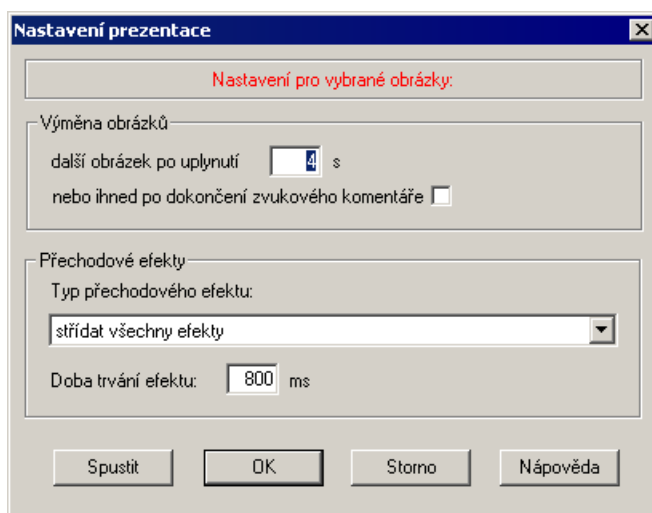 Nastavení prezentace
Nastavení pro vybrané obrázky:
Výměna obrázků
další obrázek po uplynutí 4 s
nebo ihned po dokončení zvukového komentáře
Přechodové efekty
Typ přechodového efektu:
střídat všechny efekty
Doba trvání efektu: 800 ms
Spustit OK Storno Nápověda